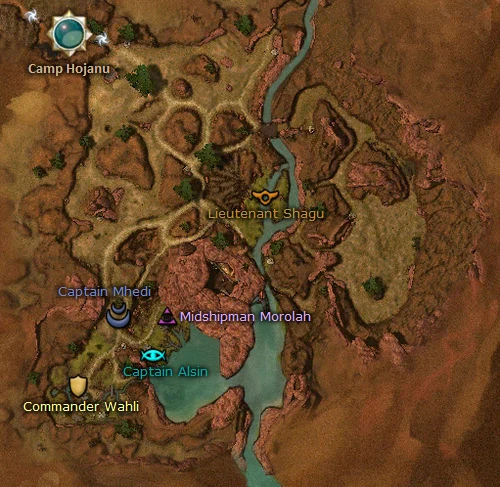 Camp Hojanu
Lieutenant Shagu
Captain Mhedi
Midshipman Morolah
Captain Alsin
Commander Wahli